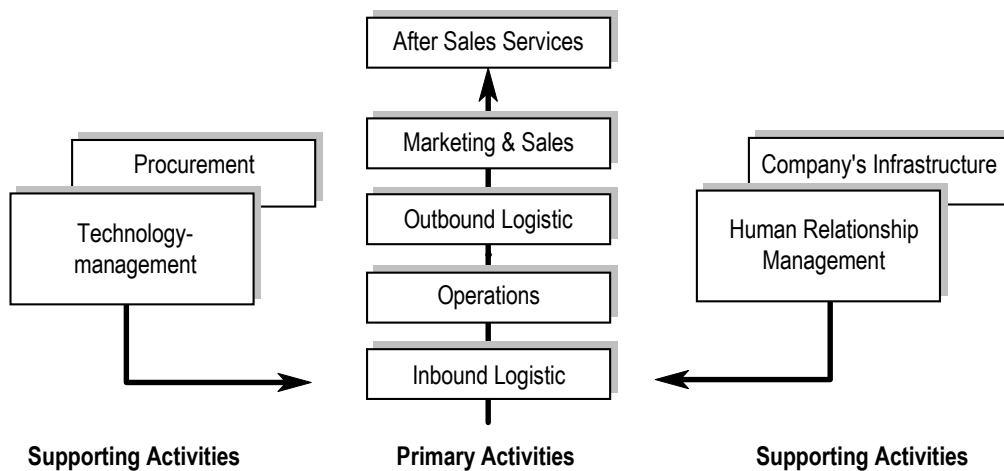 After Sales Services
Marketing & Sales
Procurement
Company's Infrastructure
Technology-
management
Outbound Logistic
Human Relationship
Management
Operations
Inbound Logistic
Supporting Activities
Primary Activities
Supporting Activities